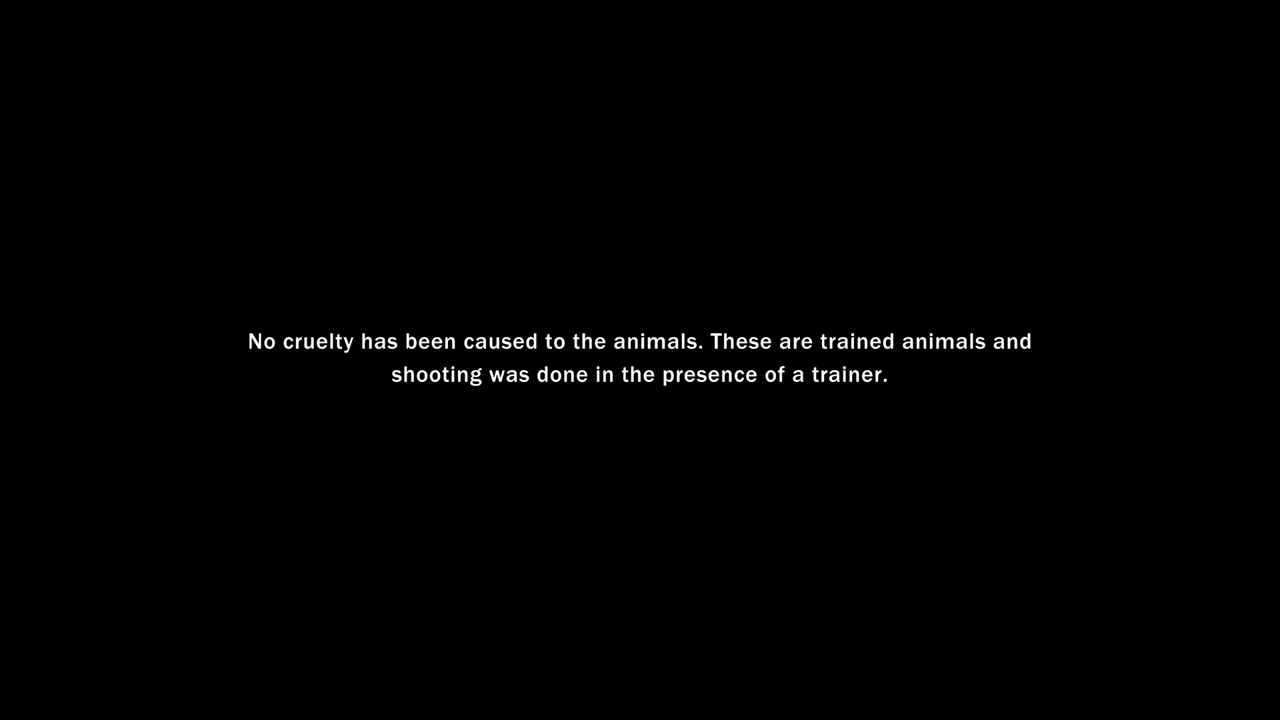 No cruelty has been caused to the animals. These are trained animals and
shooting was done in the presence of a trainer.